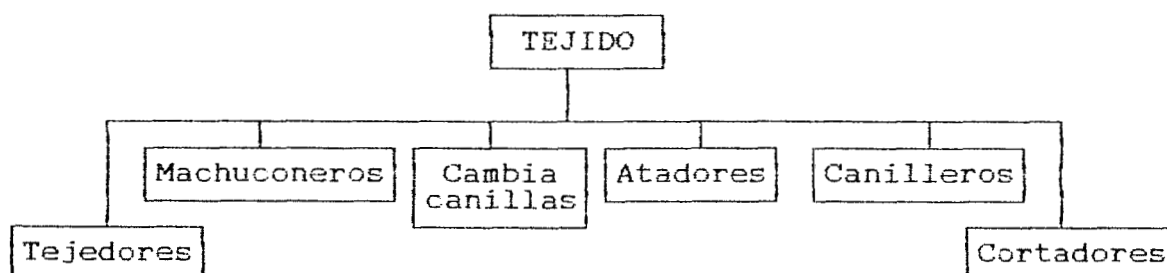 TEJIDO
Machuconeros
Cambia
canillas
Atadores
Canilleros
Tejedores
Cortadores